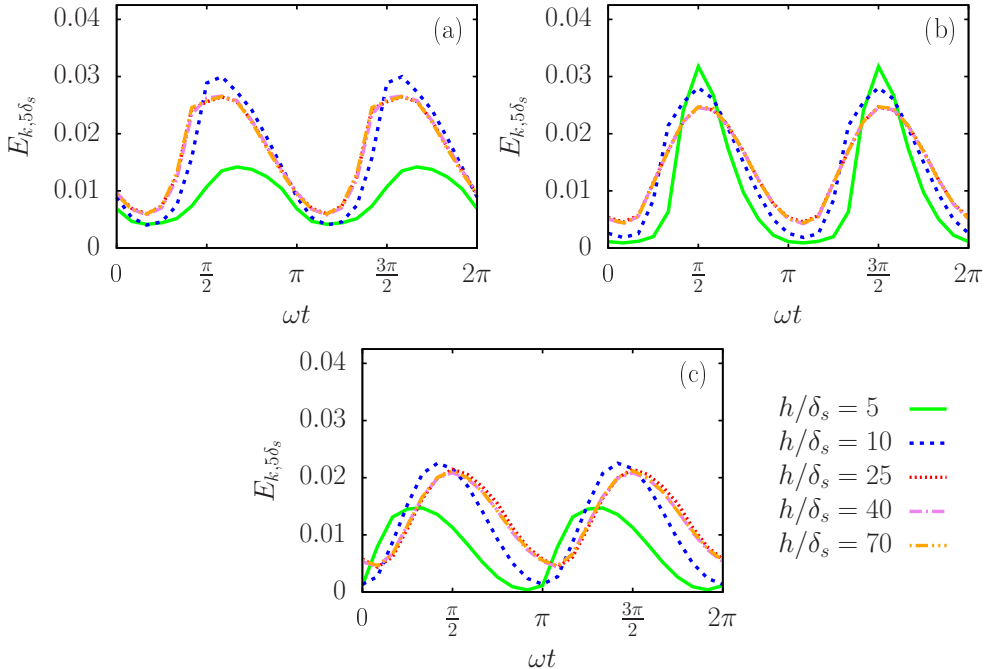 (a)
0.04
0.03
0.02
0.01
0
E_{k,5δ_s}
0 π/2 π 3π/2 2π
ωt
(b)
0.04
0.03
0.02
0.01
0
E_{k,5δ_s}
0 π/2 π 3π/2 2π
ωt
(c)
0.04
0.03
0.02
0.01
0
E_{k,5δ_s}
0 π/2 π 3π/2 2π
ωt
h/δ_s = 5
h/δ_s = 10
h/δ_s = 25
h/δ_s = 40
h/δ_s = 70